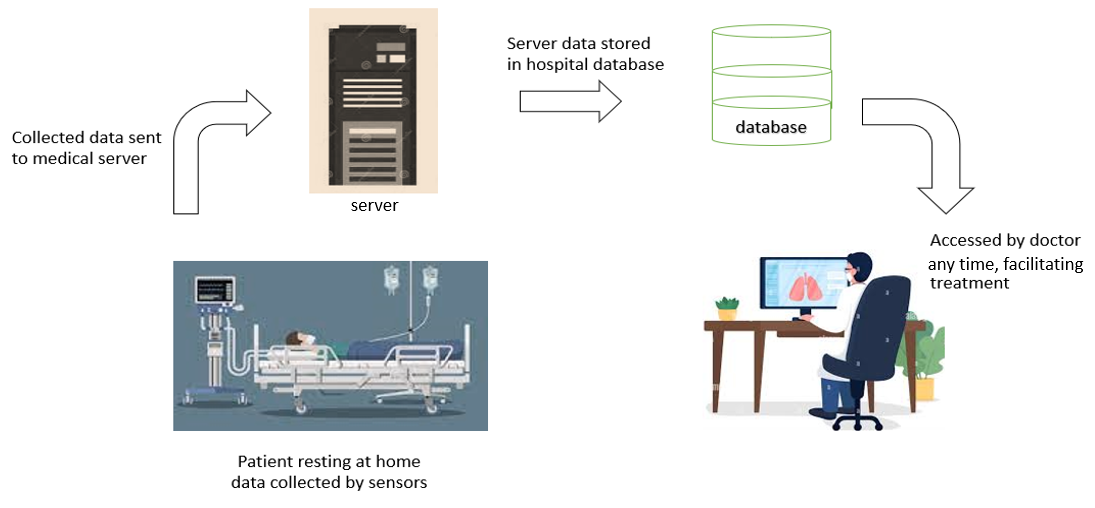 Server data stored
in hospital database
database
Collected data sent
to medical server
server
Accessed by doctor
any time, facilitating
treatment
Patient resting at home
data collected by sensors